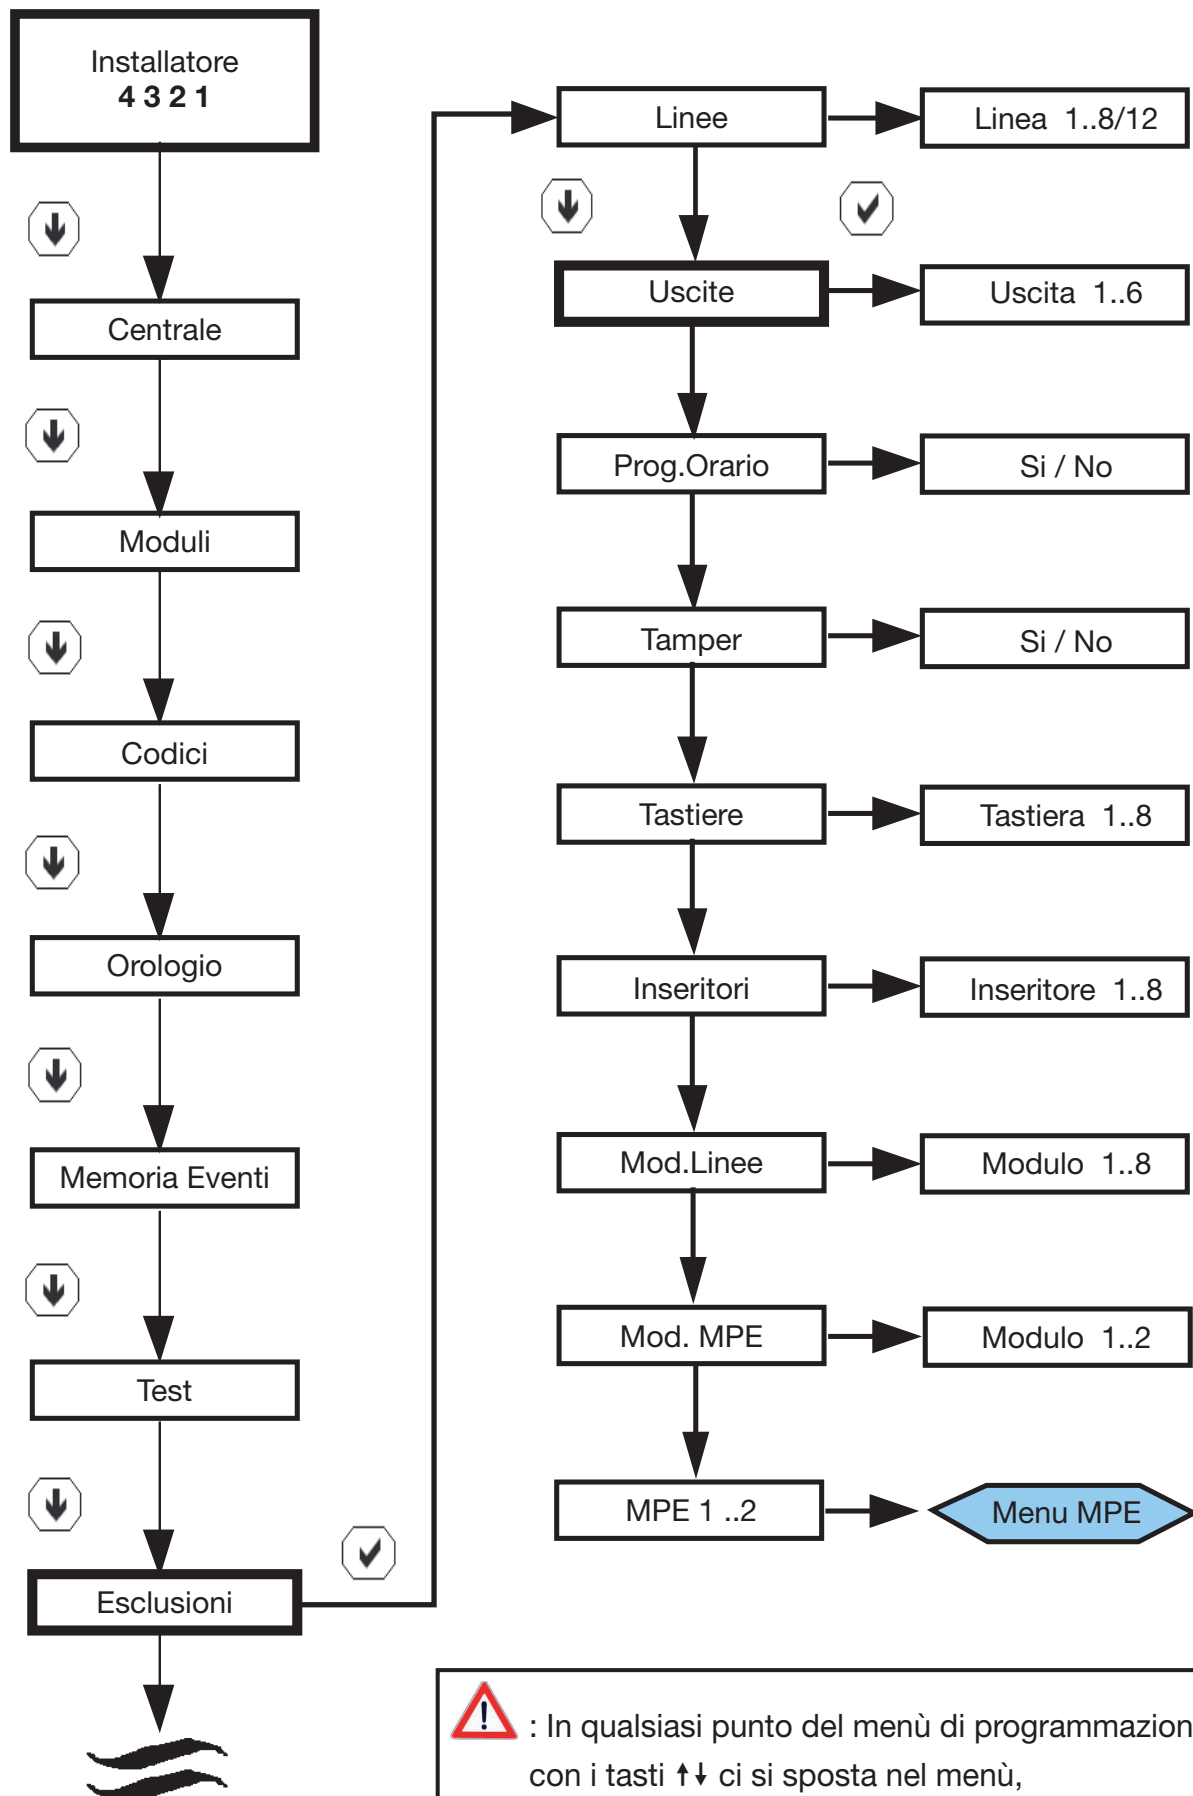 Installatore
4 3 2 1
Centrale
Moduli
Codici
Orologio
Memoria Eventi
Test
Esclusioni
Linee
Linea 1..8/12
Uscite
Uscita 1..6
Prog.Orario
Si / No
Tamper
Si / No
Tastiere
Tastiera 1..8
Inseritori
Inseritore 1..8
Mod.Linee
Modulo 1..8
Mod. MPE
Modulo 1..2
MPE 1 ..2
Menu MPE
: In qualsiasi punto del menù di programmazion
con i tasti ↑↓ ci si sposta nel menù,